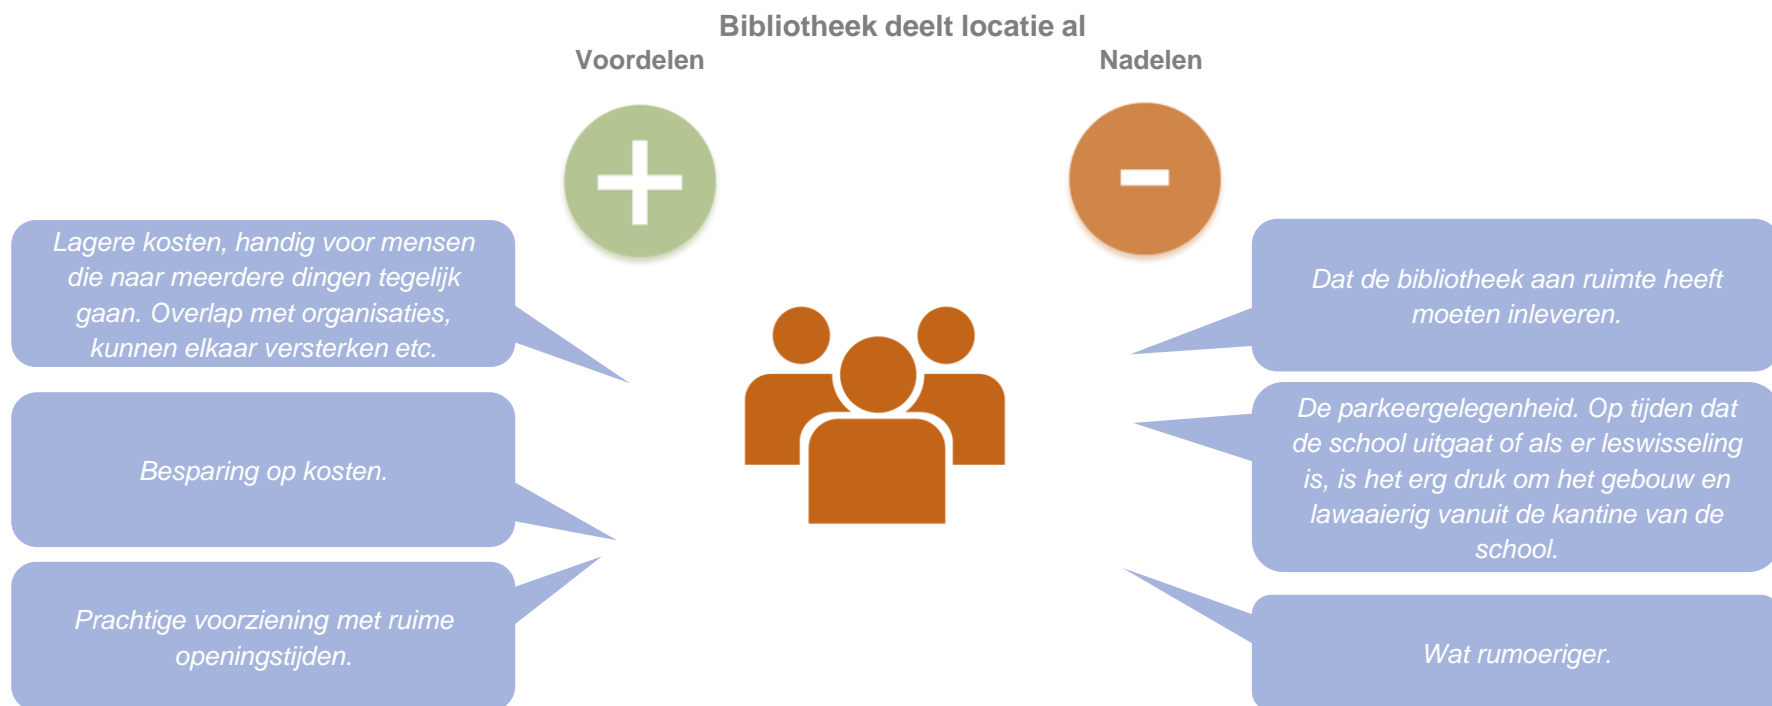 Bibliotheek deelt locatie al
Voordelen
Nadelen
Lagere kosten, handig voor mensen
die naar meerdere dingen tegelijk
gaan. Overlap met organisaties,
kunnen elkaar versterken etc.
Besparing op kosten.
Prachtige voorziening met ruime
openingstijden.
Dat de bibliotheek aan ruimte heeft
moeten inleveren.
De parkeergelegenheid. Op tijden dat
de school uitgaat of als er leswisseling
is, is het erg druk om het gebouw en
lawaaierig vanuit de kantine van de
school.
Wat rumoeriger.